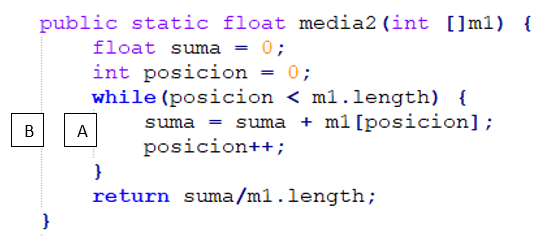 public static float media2(int []m1) {
float suma = 0;
int posicion = 0;
while(posicion < m1.length) {
B A suma = suma + m1[posicion];
posicion++;
}
return suma/m1.length;
}